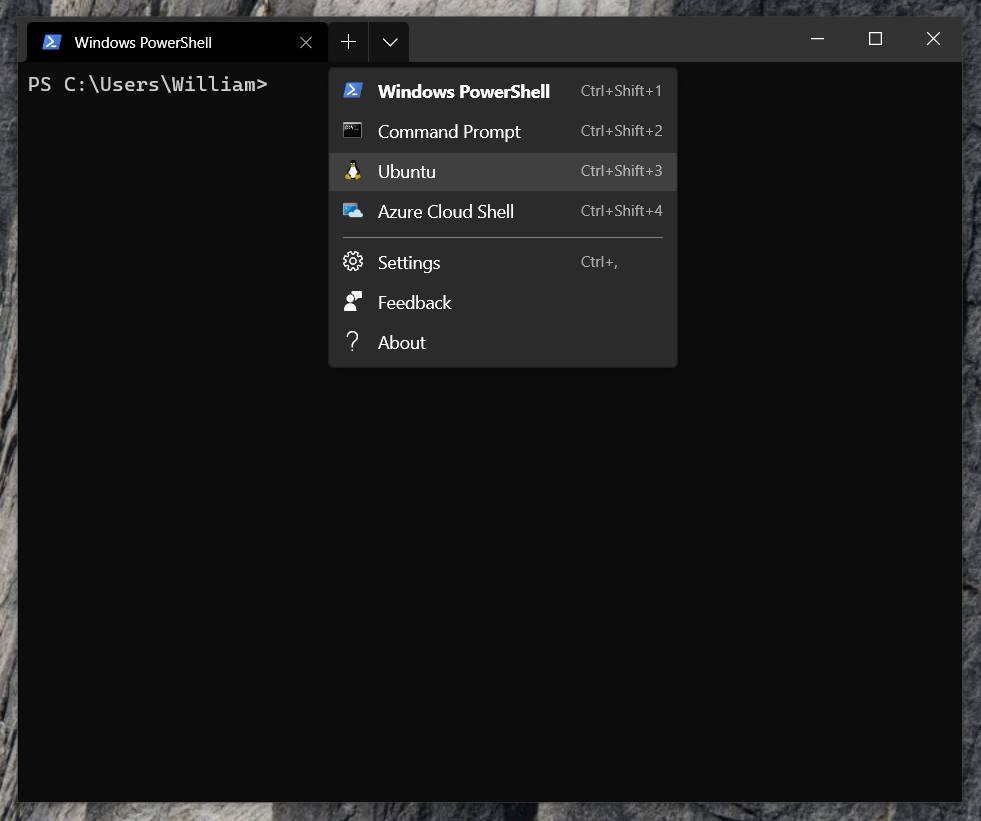 Windows PowerShell
PS C:\Users\William>
Windows PowerShell Ctrl+Shift+1
Command Prompt Ctrl+Shift+2
Ubuntu Ctrl+Shift+3
Azure Cloud Shell Ctrl+Shift+4
Settings Ctrl+,
Feedback
About